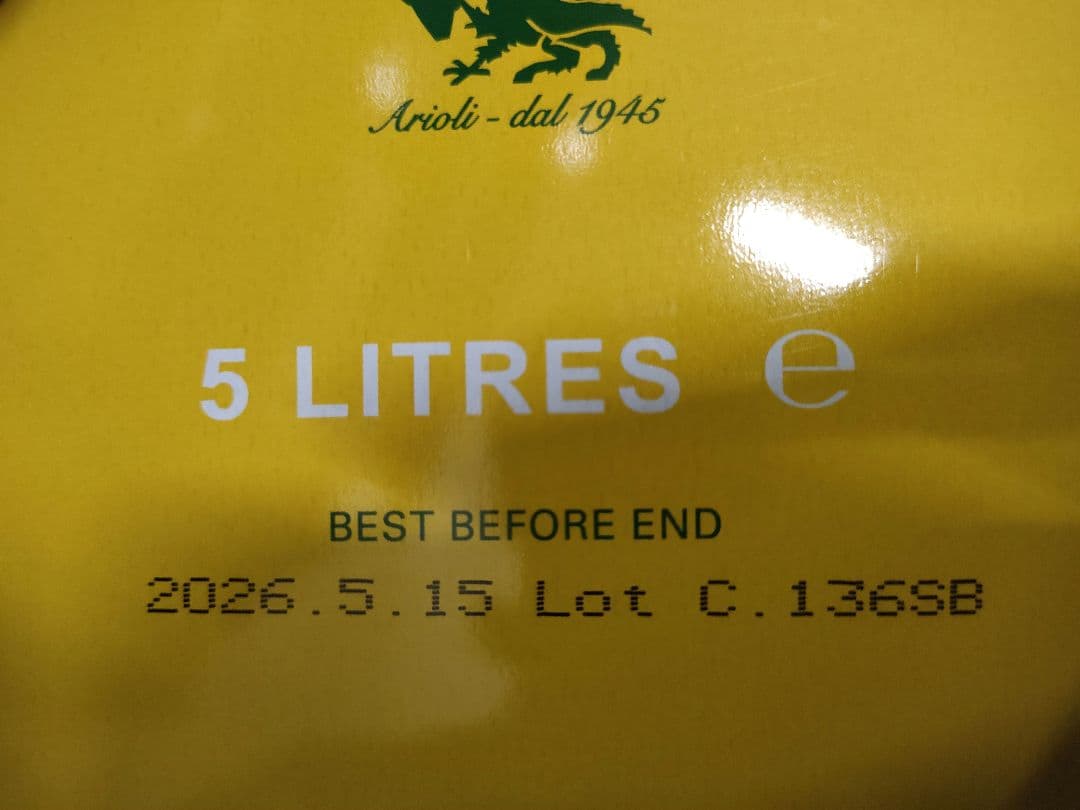 Arioli - dal 1945
5 LITRES ℮
BEST BEFORE END
2026.5.15 Lot C.136SB